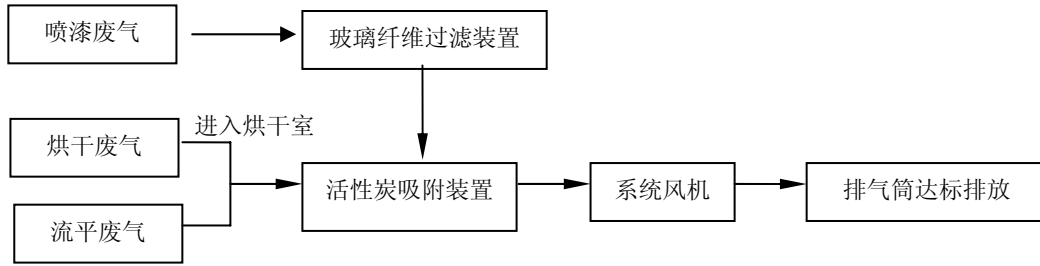 喷漆废气
玻璃纤维过滤装置
进入烘干室
烘干废气
活性炭吸附装置
系统风机
排气筒达标排放
流平废气